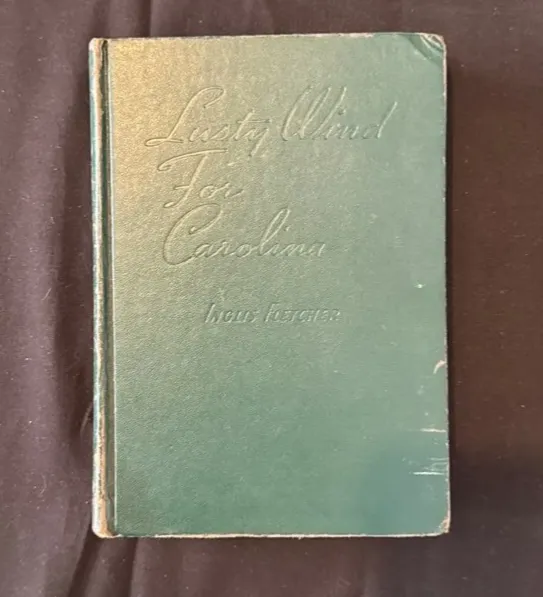 Lusty Wind
For
Carolina
INGLIS FLETCHER